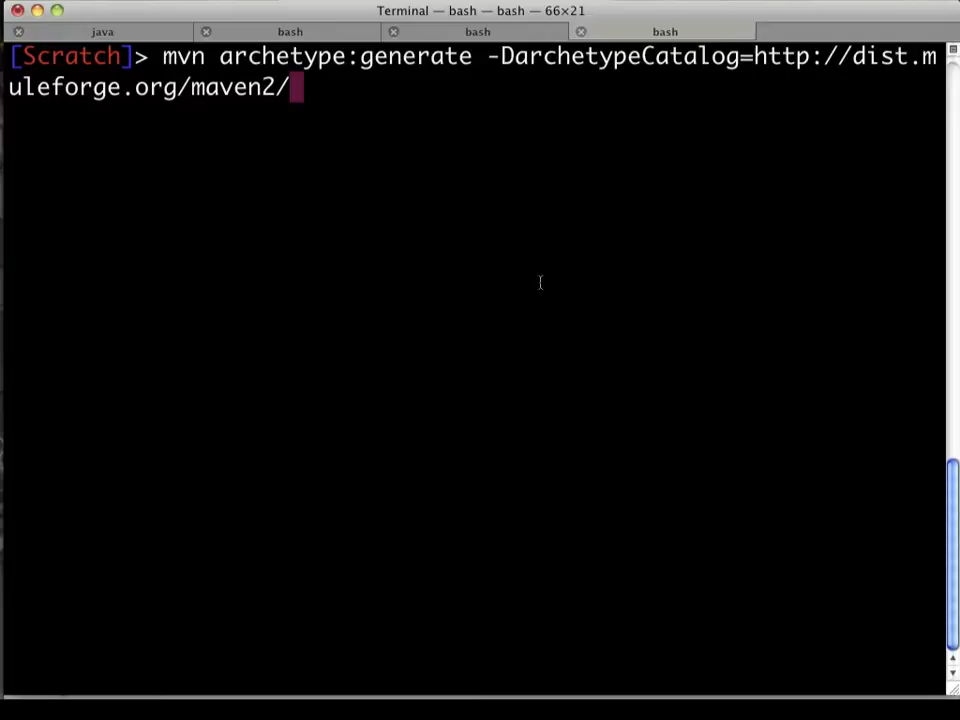 Terminal — bash — bash — 66×21
java bash bash bash
[Scratch]> mvn archetype:generate -DarchetypeCatalog=http://dist.m
uleforge.org/maven2/